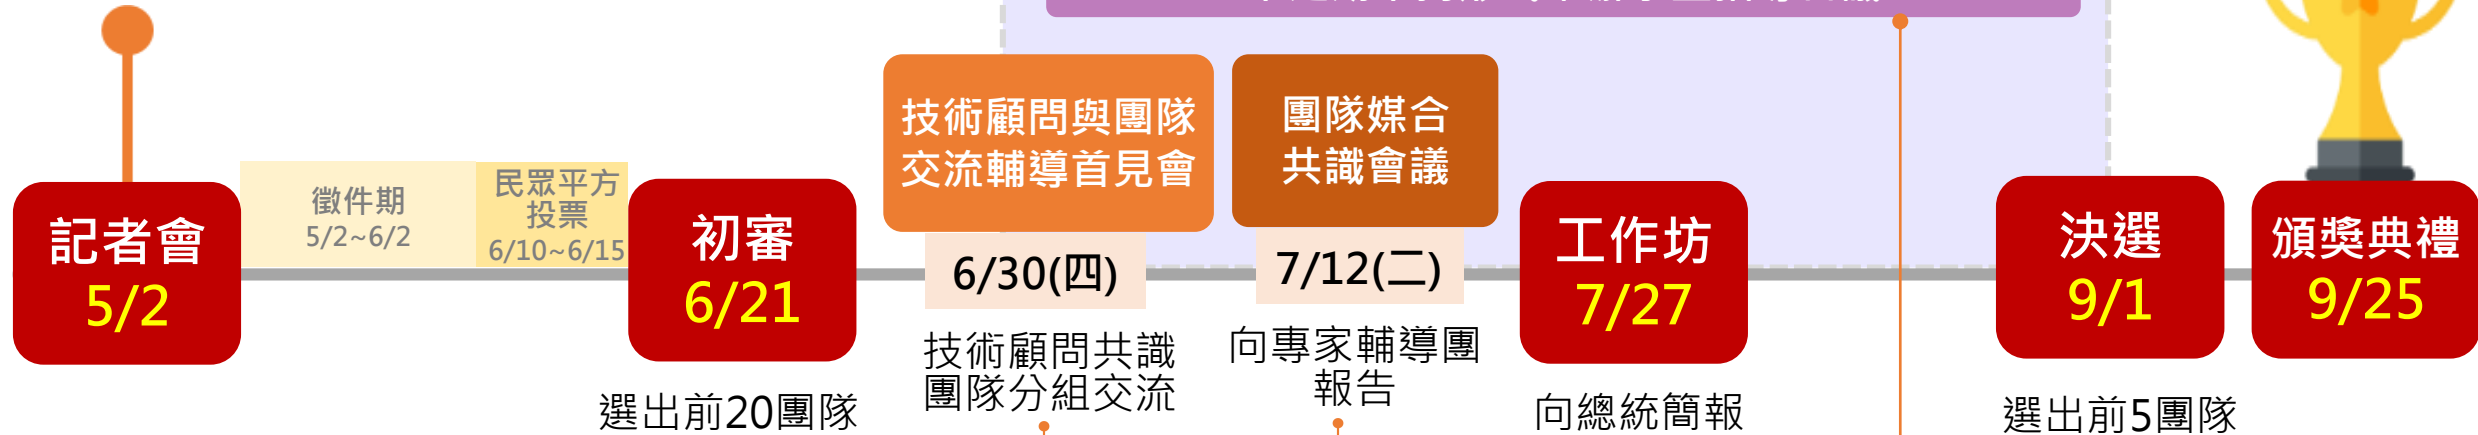 記者會
5/2
徵件期
5/2~6/2
民眾平方
投票
6/10~6/15
初審
6/21
選出前20團隊
技術顧問與團隊
交流輔導首見會
6/30(四)
技術顧問共識
團隊分組交流
團隊媒合
共識會議
7/12(二)
向專家輔導團
報告
工作坊
7/27
向總統簡報
決選
9/1
選出前5團隊
頒獎典禮
9/25